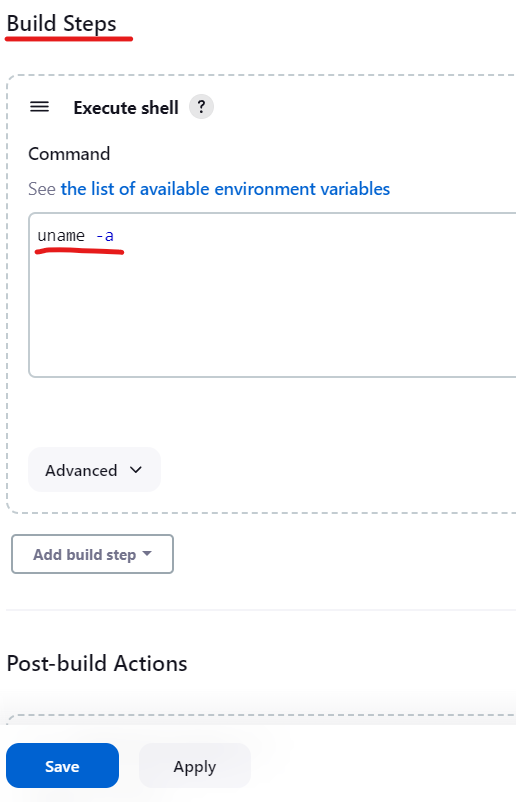 Build Steps
Execute shell ?
Command
See the list of available environment variables
uname -a
Advanced
Add build step
Post-build Actions
Save Apply